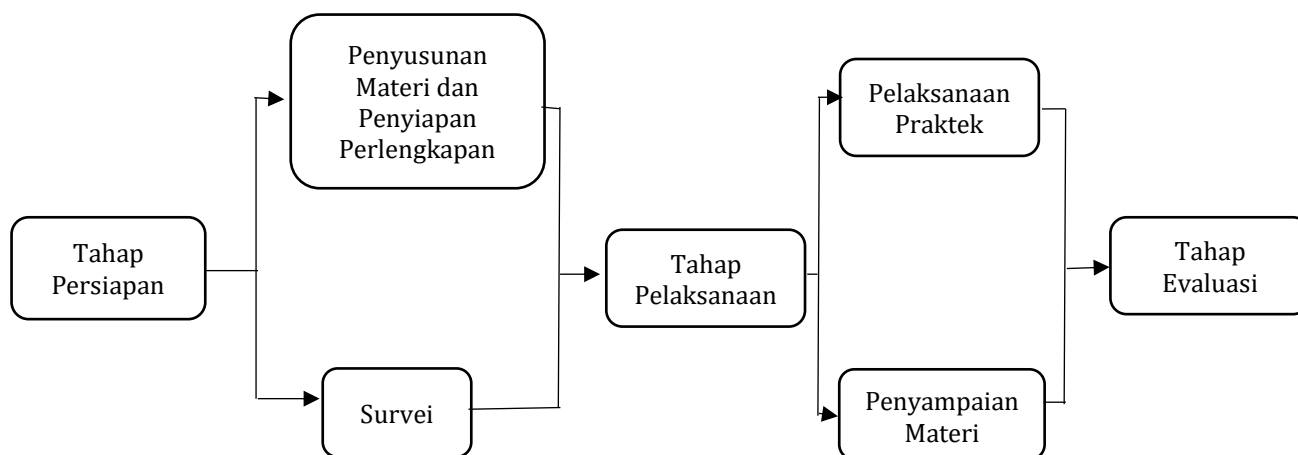 Tahap
Persiapan
Penyusunan
Materi dan
Penyiapan
Perlengkapan
Survei
Tahap
Pelaksanaan
Pelaksanaan
Praktek
Penyampaian
Materi
Tahap
Evaluasi